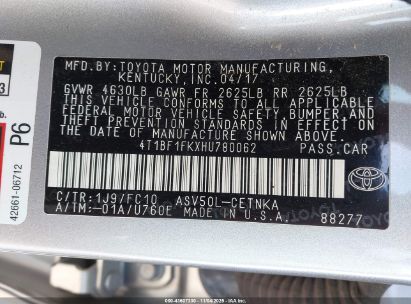 MFD.BY:TOYOTA MOTOR MANUFACTURING,
KENTUCKY,INC.04/17
GVWR 4630LB GAWR FR 2625LB RR 2625LB
THIS VEHICLE CONFORMS TO ALL APPLICABLE
FEDERAL MOTOR VEHICLE SAFETY, BUMPER, AND
THEFT PREVENTION STANDARDS IN EFFECT ON
THE DATE OF MANUFACTURE SHOWN ABOVE.
4T1BF1FKXHU780062 PASS.CAR
C/TR:1J9/FC10 ASV50L-CETNKA
A/TM:-01A/U760E MADE IN U.S.A.
88277
TOYOTA
P6
42661-06712